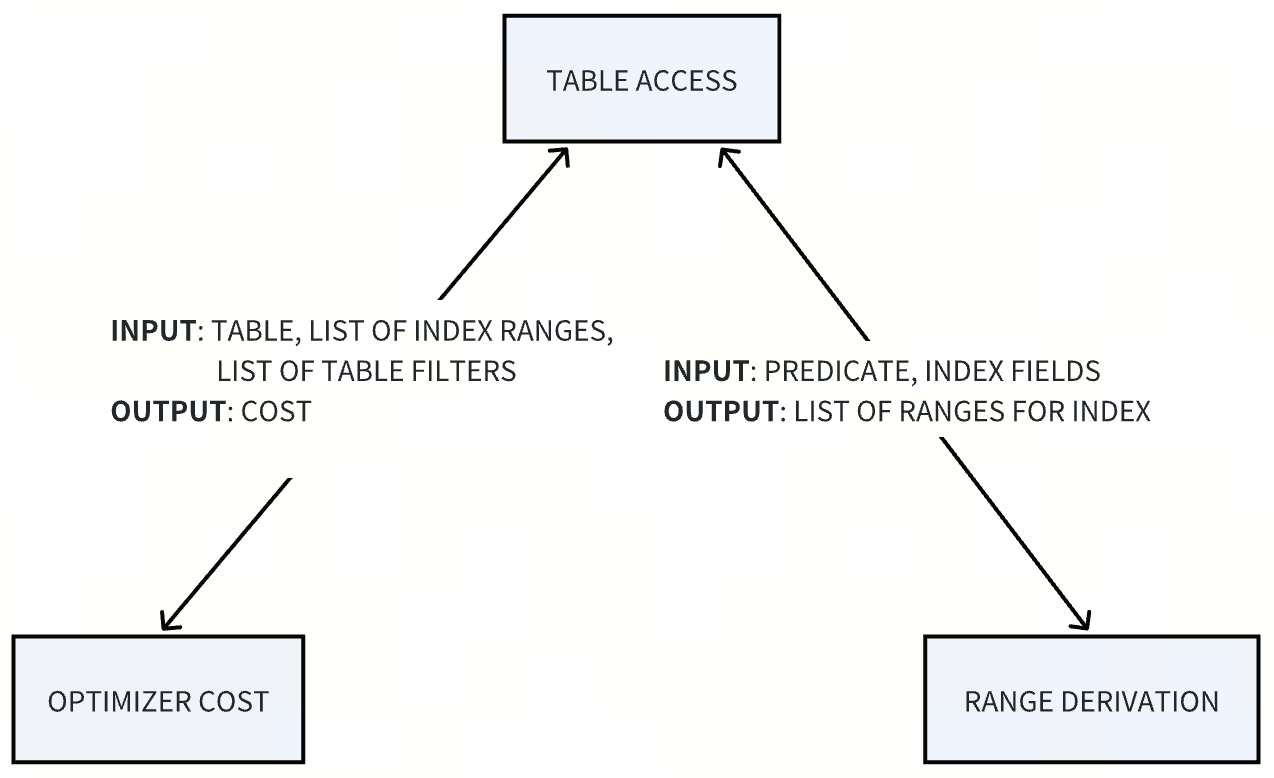 TABLE ACCESS
INPUT: TABLE, LIST OF INDEX RANGES,
LIST OF TABLE FILTERS
OUTPUT: COST
INPUT: PREDICATE, INDEX FIELDS
OUTPUT: LIST OF RANGES FOR INDEX
OPTIMIZER COST
RANGE DERIVATION